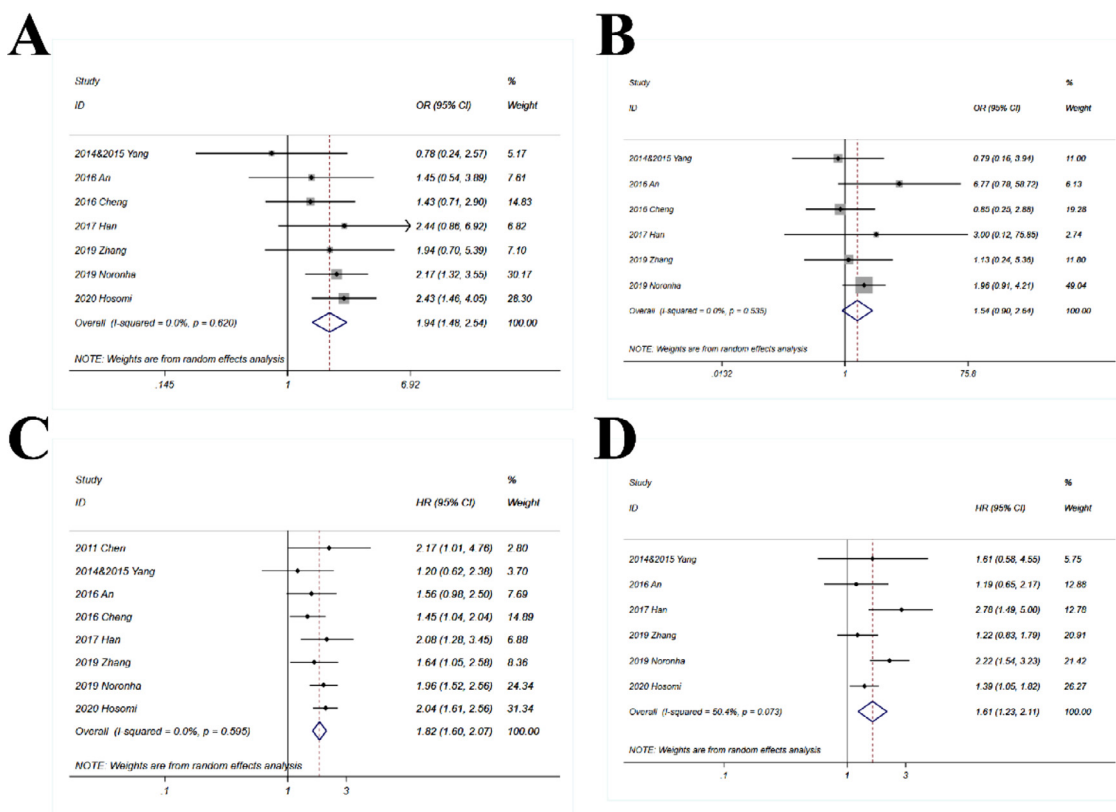 A
Study %
ID OR (95% CI) Weight
2014&2015 Yang 0.78 (0.24, 2.57) 5.17
2016 An 1.45 (0.54, 3.89) 7.61
2016 Cheng 1.43 (0.71, 2.90) 14.83
2017 Han 2.44 (0.86, 6.92) 6.82
2019 Zhang 1.94 (0.70, 5.39) 7.10
2019 Noronha 2.17 (1.32, 3.55) 30.17
2020 Hosomi 2.43 (1.46, 4.05) 28.30
Overall (I-squared = 0.0%, p = 0.620) 1.94 (1.48, 2.54) 100.00
NOTE: Weights are from random effects analysis
.145 1 6.92
B
Study %
ID OR (95% CI) Weight
2014&2015 Yang 0.79 (0.16, 3.94) 11.00
2016 An 6.77 (0.78, 58.72) 6.13
2016 Cheng 0.85 (0.25, 2.88) 19.28
2017 Han 3.00 (0.12, 75.85) 2.74
2019 Zhang 1.13 (0.24, 5.36) 11.80
2019 Noronha 1.96 (0.91, 4.21) 49.04
Overall (I-squared = 0.0%, p = 0.535) 1.54 (0.90, 2.64) 100.00
NOTE: Weights are from random effects analysis
.0132 1 75.8
C
Study %
ID HR (95% CI) Weight
2011 Chen 2.17 (1.01, 4.76) 2.80
2014&2015 Yang 1.20 (0.62, 2.38) 3.70
2016 An 1.56 (0.98, 2.50) 7.69
2016 Cheng 1.45 (1.04, 2.04) 14.89
2017 Han 2.08 (1.28, 3.45) 6.88
2019 Zhang 1.64 (1.05, 2.58) 8.36
2019 Noronha 1.96 (1.52, 2.56) 24.34
2020 Hosomi 2.04 (1.61, 2.56) 31.34
Overall (I-squared = 0.0%, p = 0.595) 1.82 (1.60, 2.07) 100.00
NOTE: Weights are from random effects analysis
.1 1 3
D
Study %
ID HR (95% CI) Weight
2014&2015 Yang 1.61 (0.58, 4.55) 5.75
2016 An 1.19 (0.65, 2.17) 12.88
2017 Han 2.78 (1.49, 5.00) 12.78
2019 Zhang 1.22 (0.83, 1.79) 20.91
2019 Noronha 2.22 (1.54, 3.23) 21.42
2020 Hosomi 1.39 (1.05, 1.82) 26.27
Overall (I-squared = 50.4%, p = 0.073) 1.61 (1.23, 2.11) 100.00
NOTE: Weights are from random effects analysis
.1 1 3